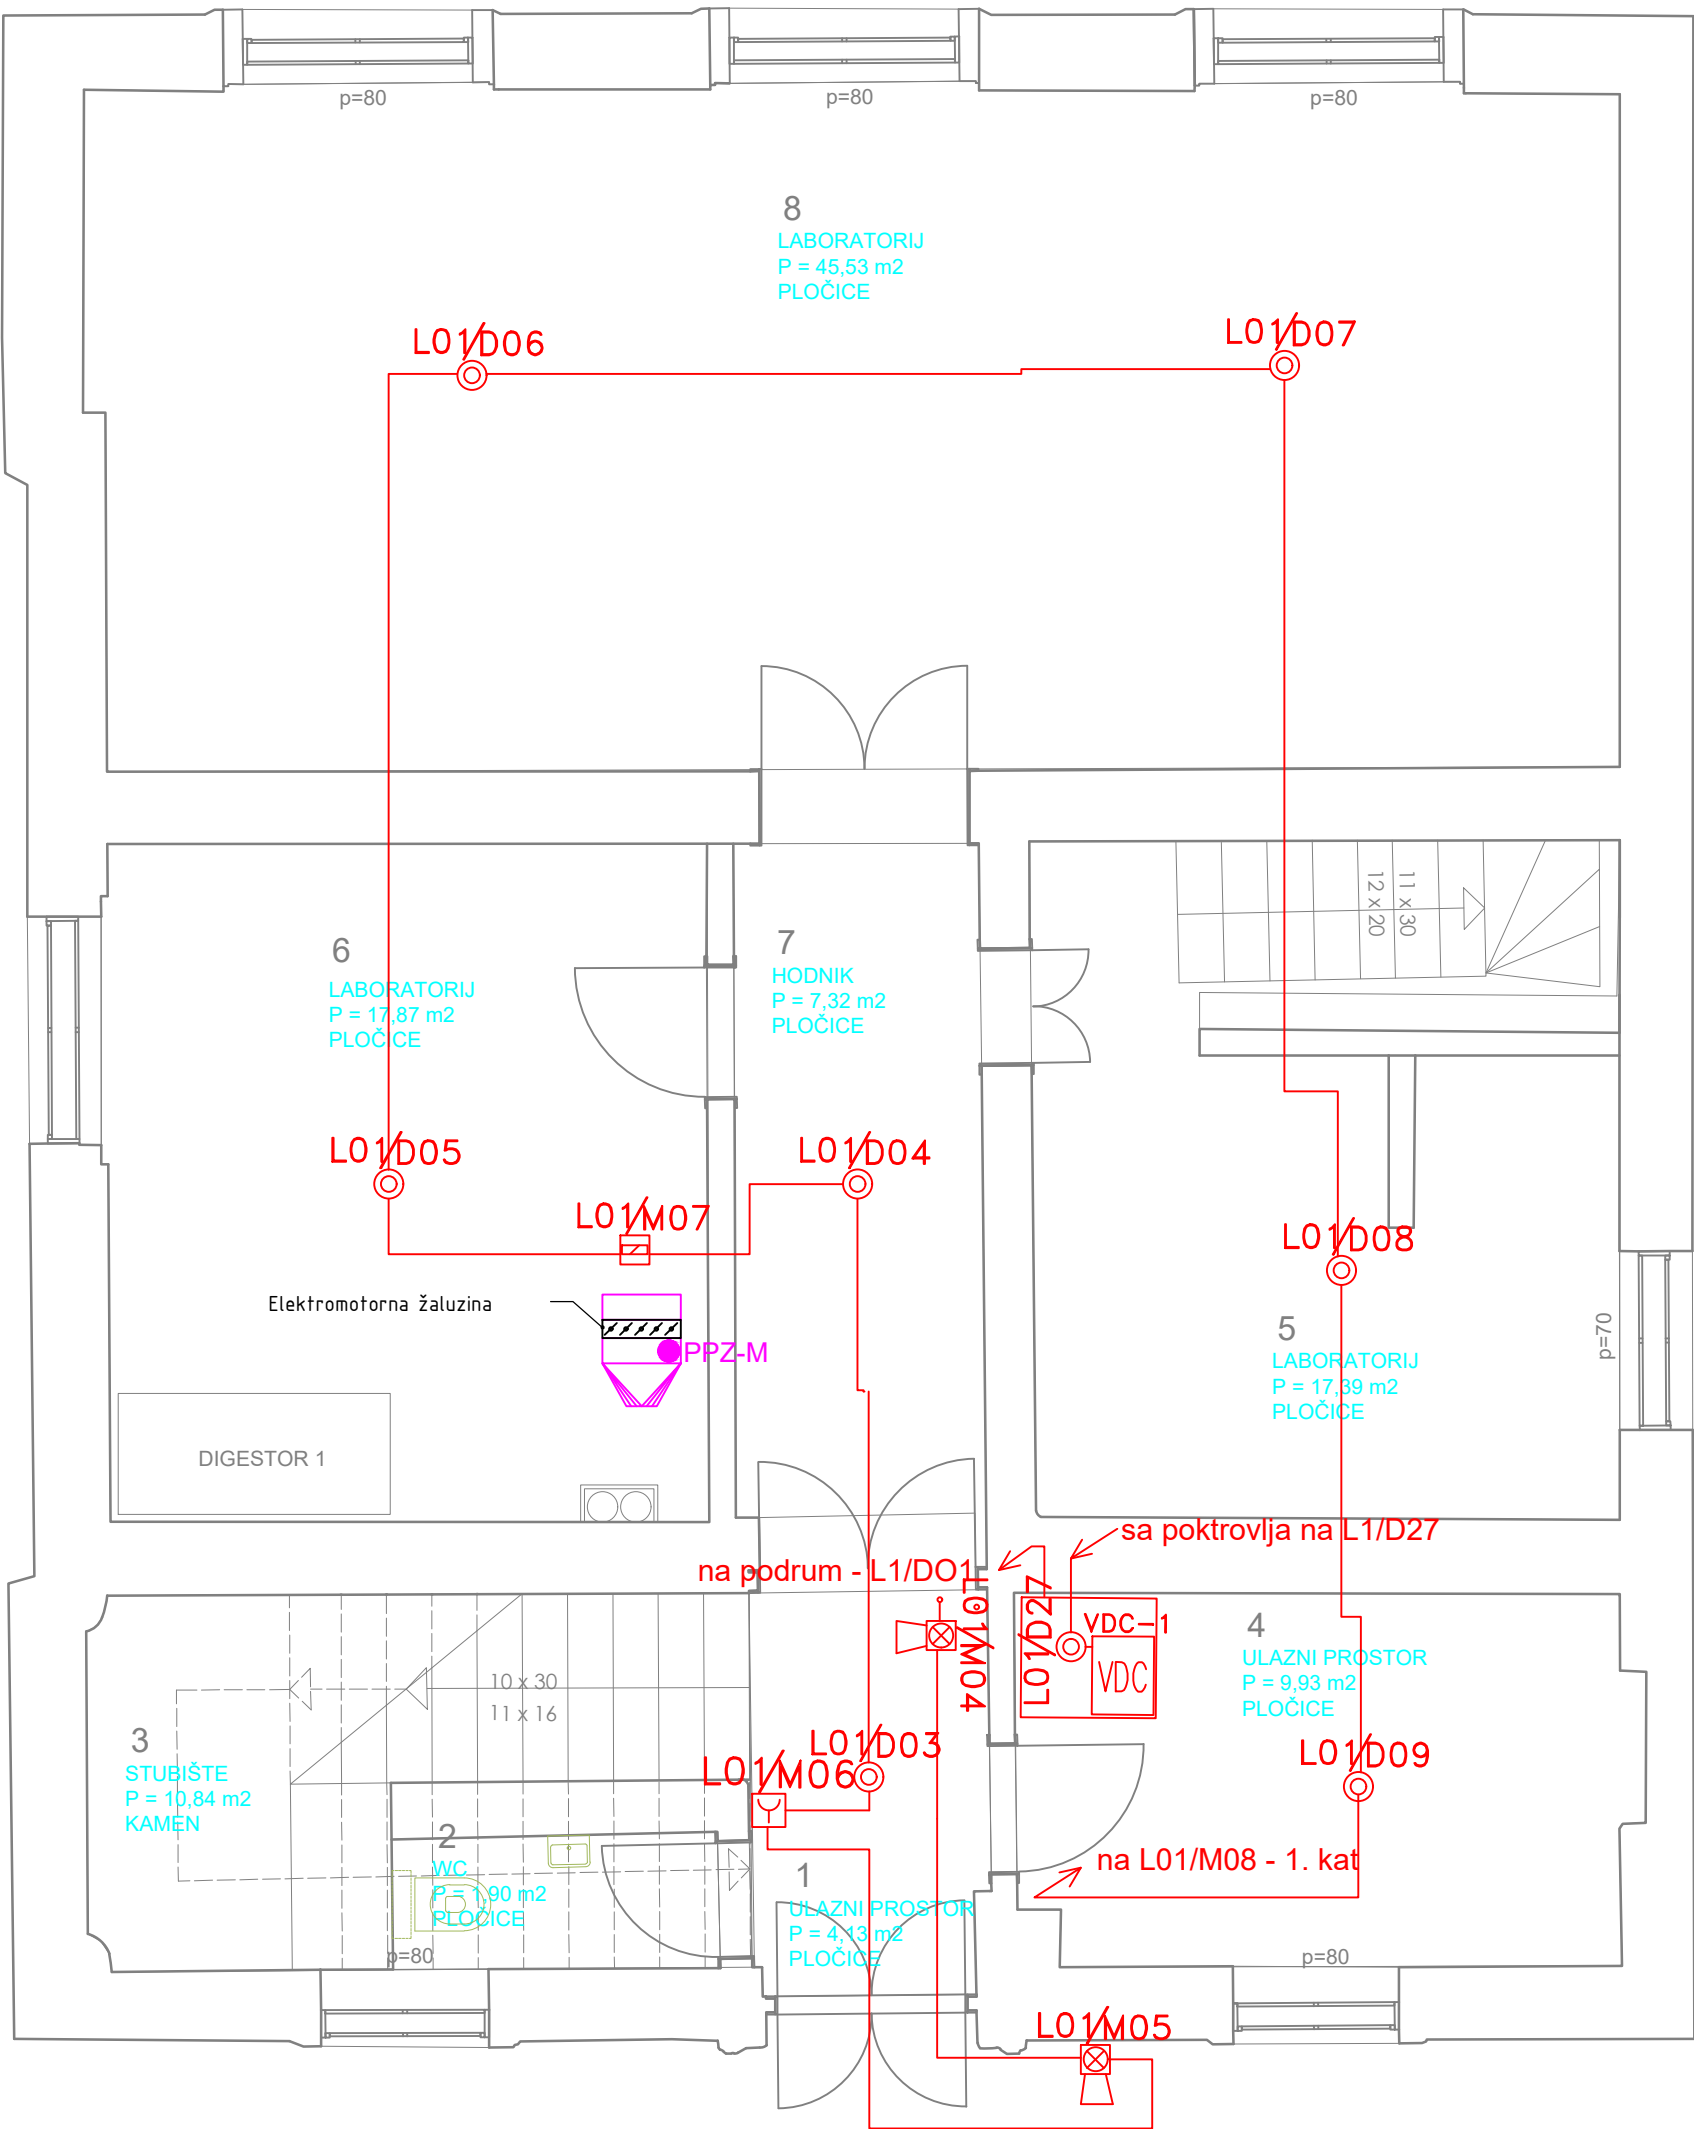 p=80
p=80
p=80
8
LABORATORIJ
P = 45,53 m2
PLOČICE
L01/D06
L01/D07
11 x 30
12 x 20
6
LABORATORIJ
P = 17,87 m2
PLOČICE
7
HODNIK
P = 7,32 m2
PLOČICE
L01/D05
L01/D04
L01/M07
L01/D08
Elektromotorna žaluzina
PPZ-M
5
LABORATORIJ
P = 17,39 m2
PLOČICE
p=70
DIGESTOR 1
sa poktrovlja na L1/D27
na podrum - L1/DO1
L01/M04
L01/D27
VDC-1
VDC
4
ULAZNI PROSTOR
P = 9,93 m2
PLOČICE
10 x 30
11 x 16
3
STUBIŠTE
P = 10,84 m2
KAMEN
L01/D03
L01/M06
L01/D09
2
WC
P = 1,90 m2
PLOČICE
p=80
1
ULAZNI PROSTOR
P = 4,13 m2
PLOČICE
na L01/M08 - 1. kat
p=80
L01/M05